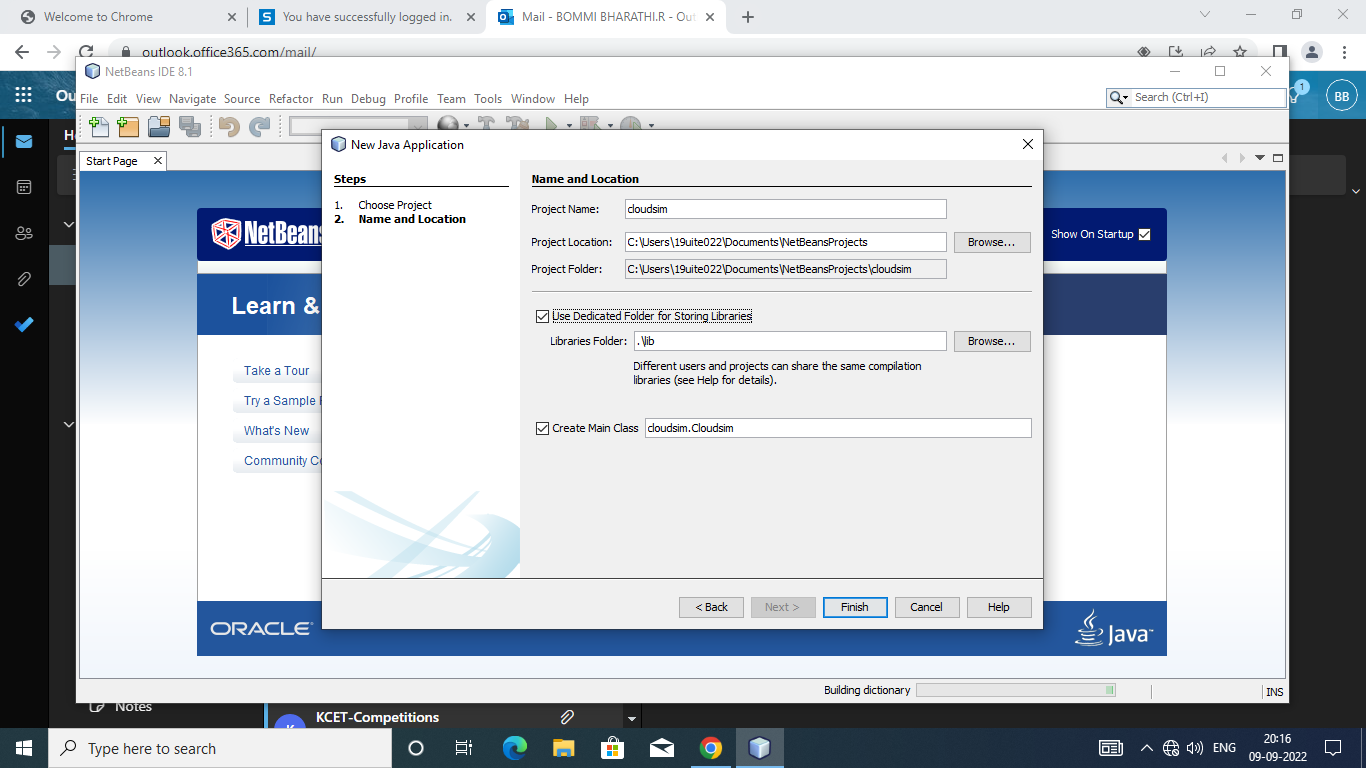 Welcome to Chrome
S You have successfully logged in.
Mail - BOMMI BHARATHI.R - Out
outlook.office365.com/mail/
NetBeans IDE 8.1
File Edit View Navigate Source Refactor Run Debug Profile Team Tools Window Help
Search (Ctrl+I)
1
BB
Start Page
New Java Application
Steps
1. Choose Project
2. Name and Location
Name and Location
Project Name: cloudsim
Project Location: C:\Users\19uite022\Documents\NetBeansProjects Browse...
Project Folder: C:\Users\19uite022\Documents\NetBeansProjects\cloudsim
Use Dedicated Folder for Storing Libraries
Libraries Folder: .\lib Browse...
Different users and projects can share the same compilation
libraries (see Help for details).
Create Main Class cloudsim.Cloudsim
< Back Next > Finish Cancel Help
NetBeans
Show On Startup
Learn &
Take a Tour
Try a Sample
What's New
Community
ORACLE
Java
Building dictionary
INS
Notes
KCET-Competitions
Type here to search
ENG
20:16
09-09-2022